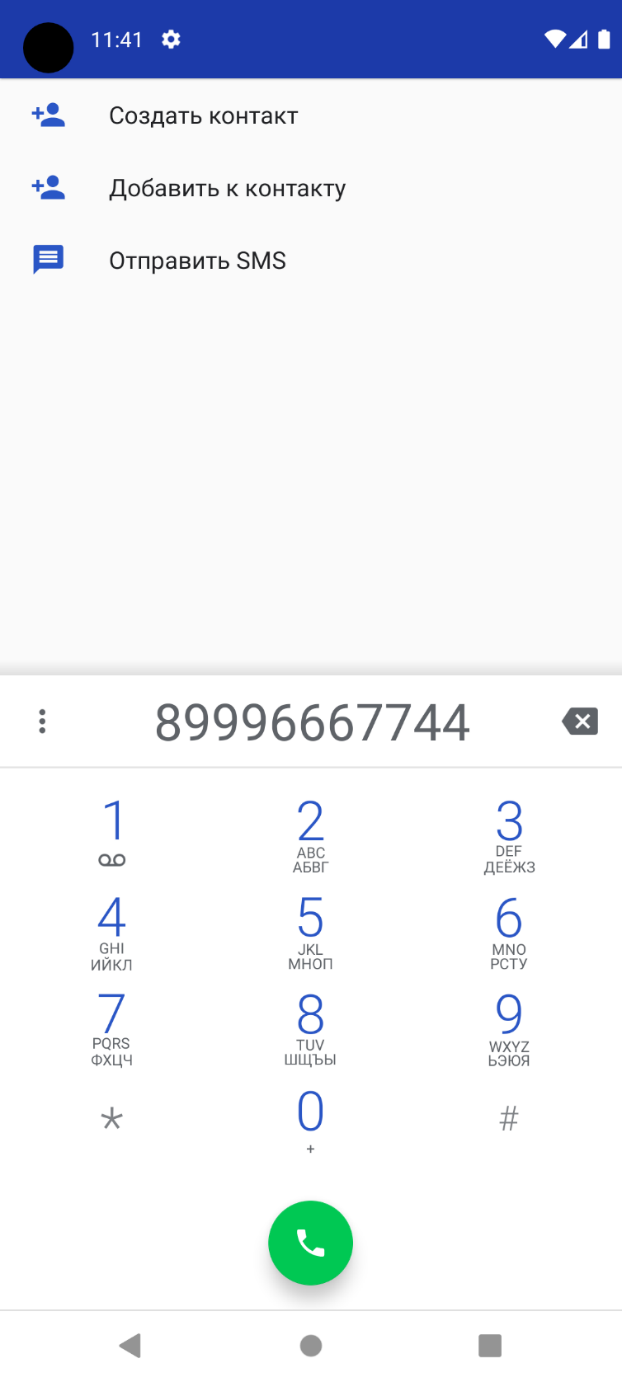 11:41
Создать контакт
Добавить к контакту
Отправить SMS
89996667744
1 2 3
ABC DEF
АБВГ ДЕЁЖЗ
4 5 6
GHI JKL MNO
ИЙКЛ МНОП РСТУ
7 8 9
PQRS TUV WXYZ
ФХЦЧ ШЩЪЫ ЬЭЮЯ
* 0 #
+